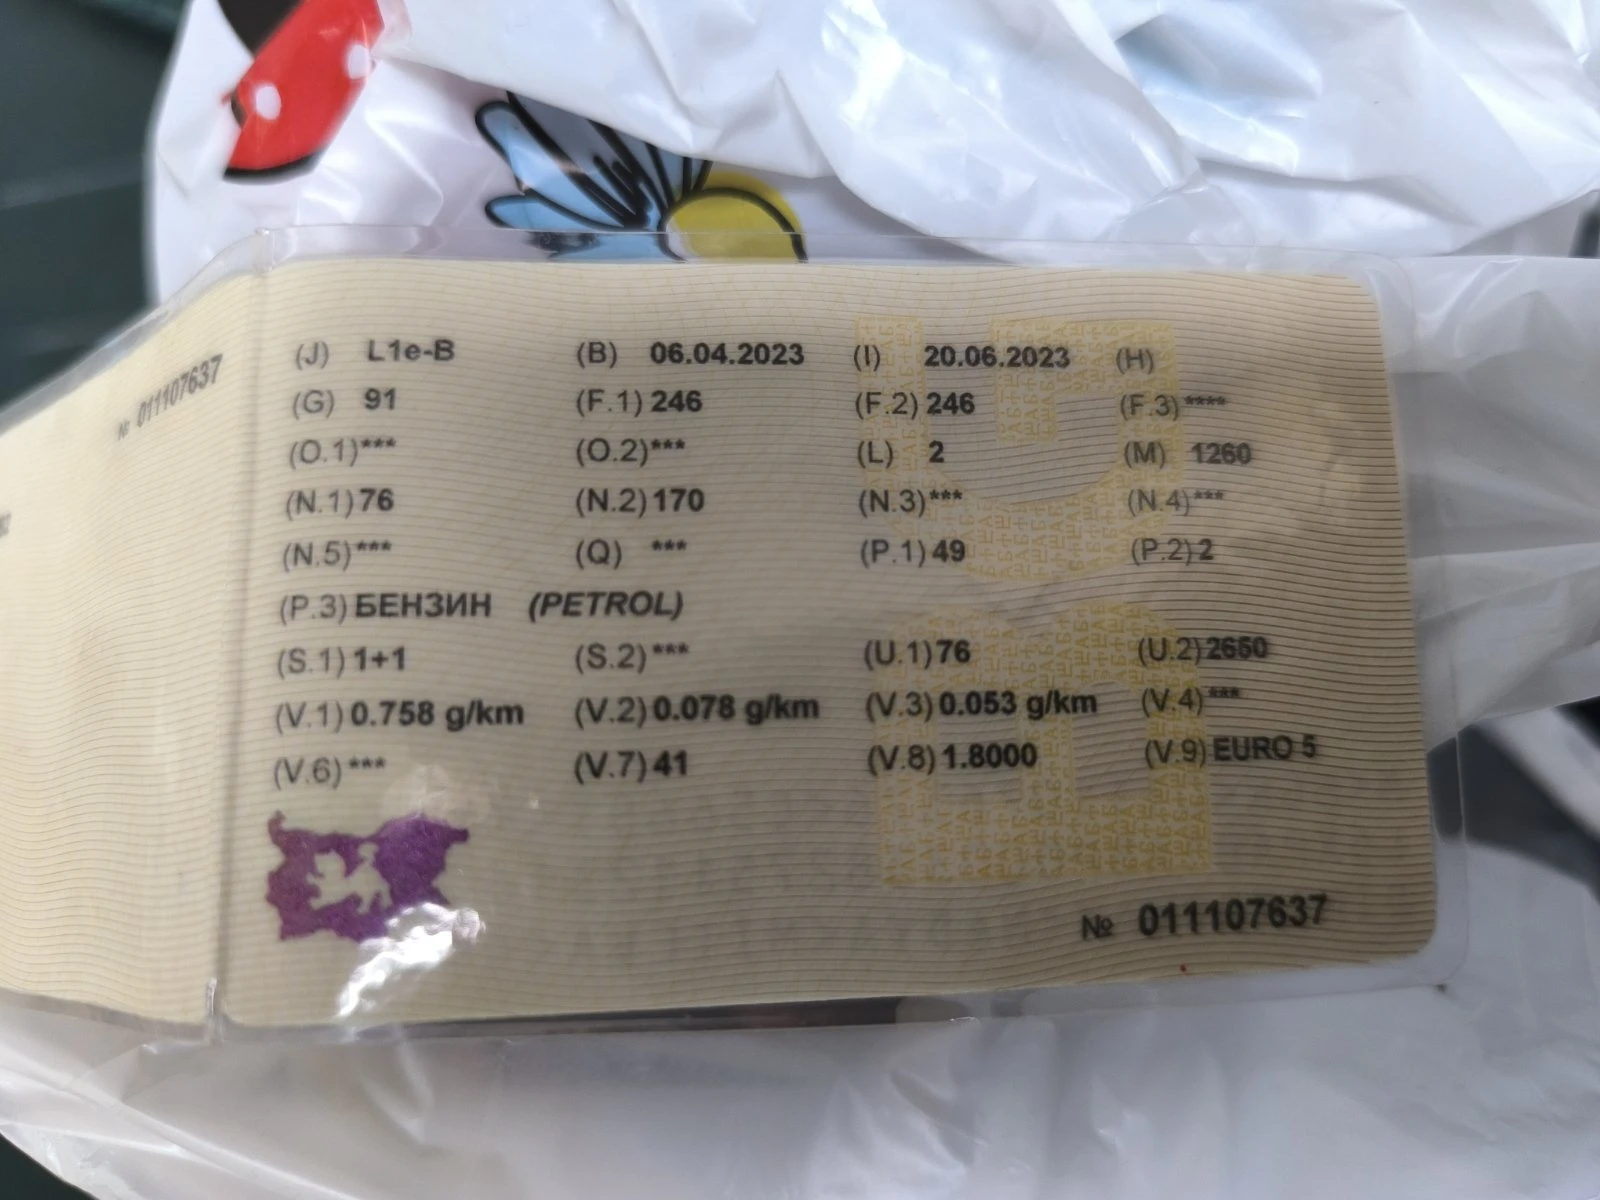 № 011107637
(J) L1e-B (B) 06.04.2023 (I) 20.06.2023 (H)
(G) 91 (F.1) 246 (F.2) 246 (F.3) ****
(O.1) *** (O.2) *** (L) 2 (M) 1260
(N.1) 76 (N.2) 170 (N.3) *** (N.4) ***
(N.5) *** (Q) *** (P.1) 49 (P.2) 2
(P.3) БЕНЗИН (PETROL)
(S.1) 1+1 (S.2) *** (U.1) 76 (U.2) 2650
(V.1) 0.758 g/km (V.2) 0.078 g/km (V.3) 0.053 g/km (V.4) ***
(V.6) *** (V.7) 41 (V.8) 1.8000 (V.9) EURO 5
№ 011107637